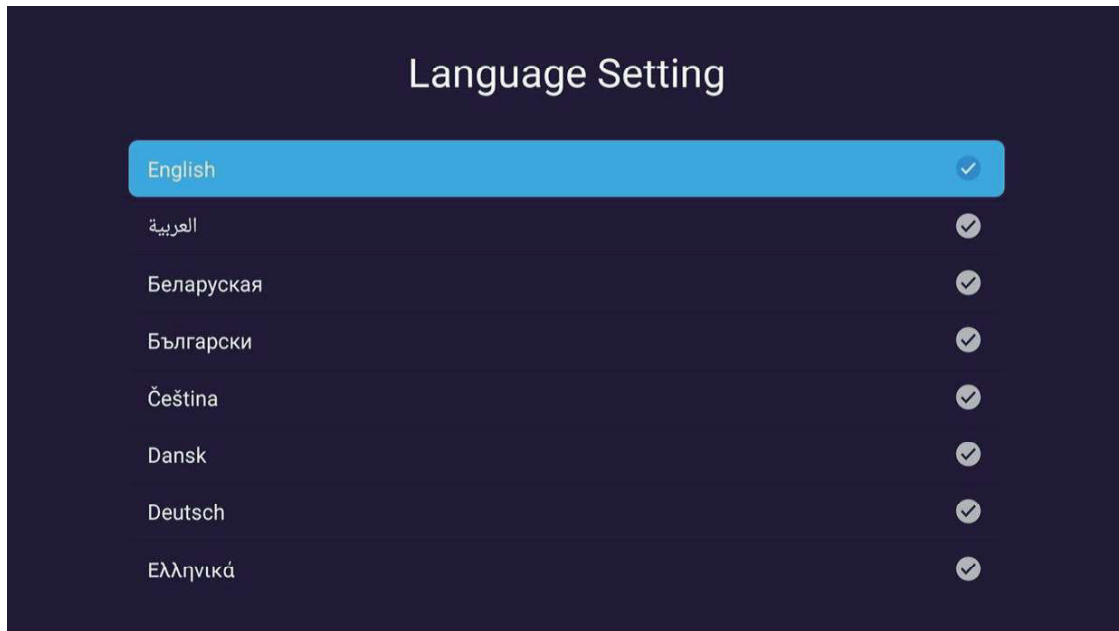 Language Setting
English
العربية
Беларуская
Български
Čeština
Dansk
Deutsch
Ελληνικά